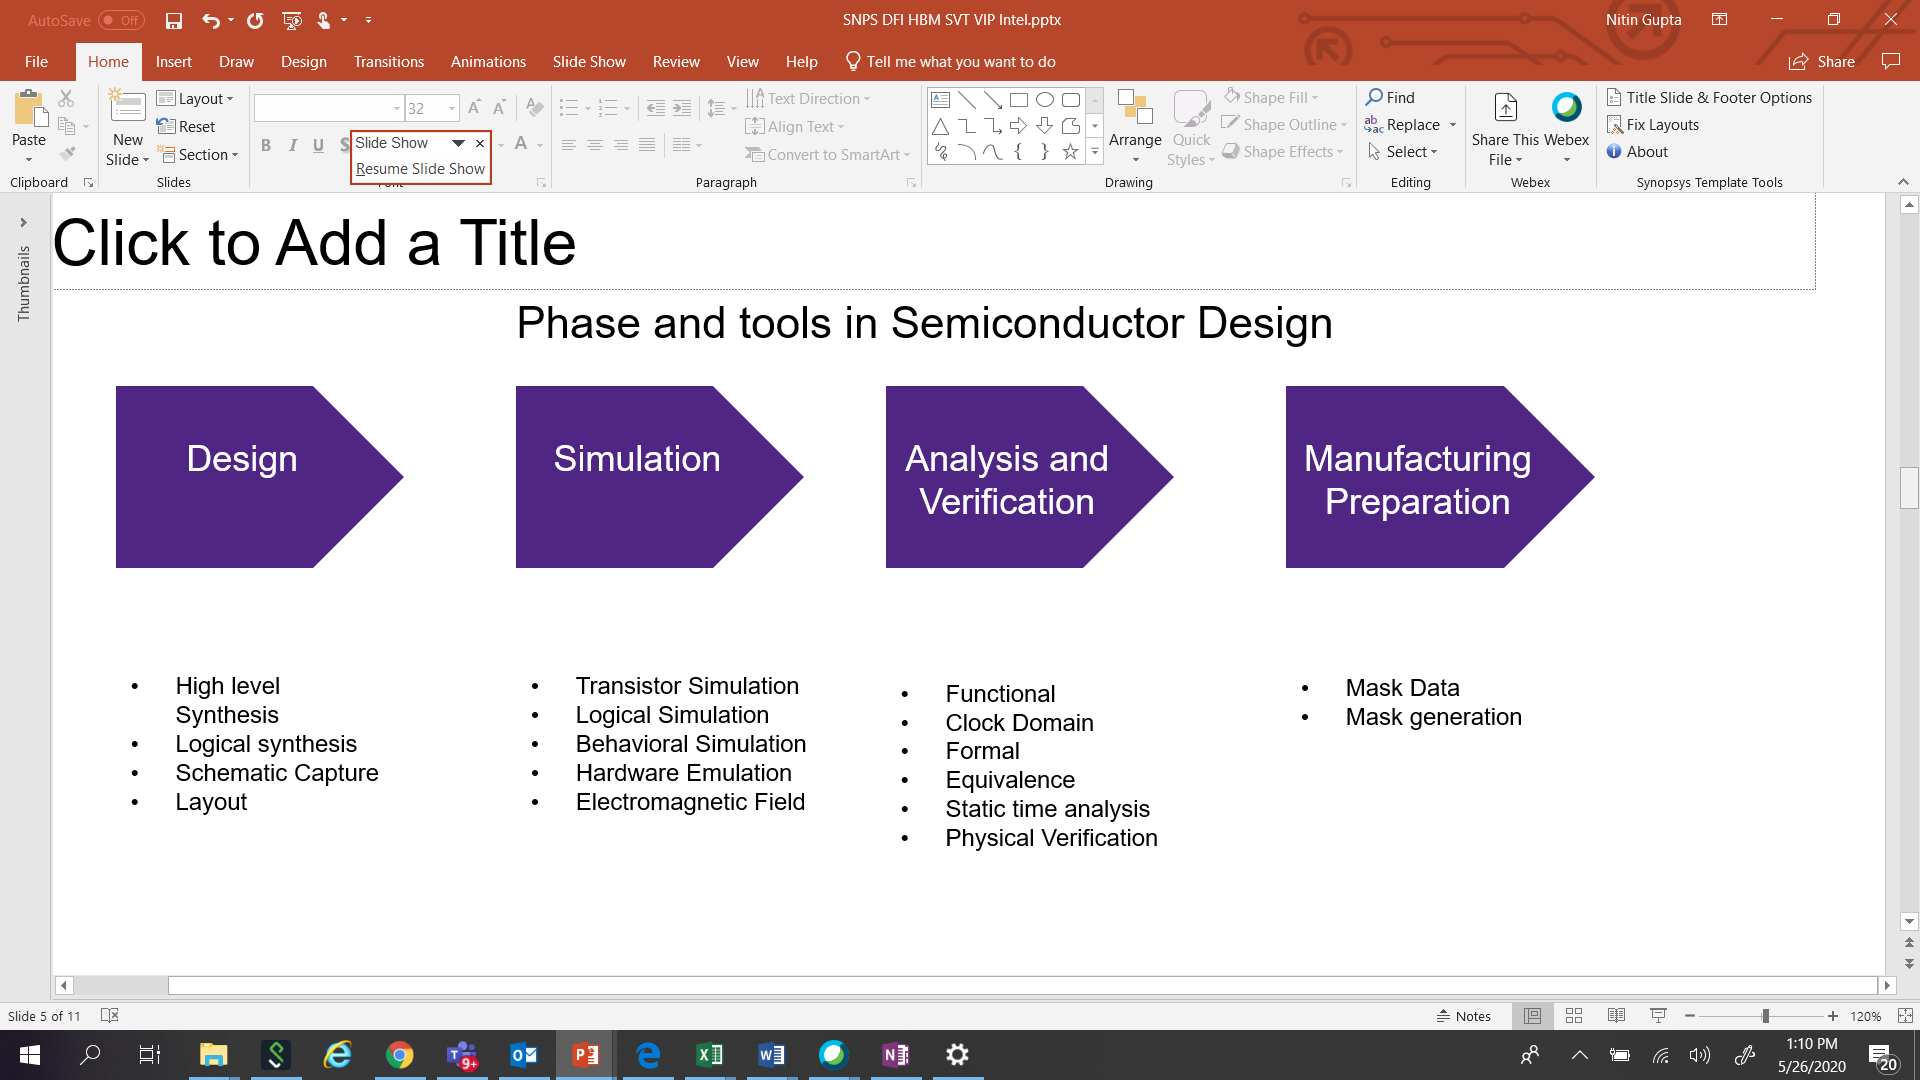 AutoSave Off
SNPS DFI HBM SVT VIP Intel.pptx
Nitin Gupta
File Home Insert Draw Design Transitions Animations Slide Show Review View Help Tell me what you want to do Share
Paste
Clipboard
New
Slide
Layout
Reset
Section
Slides
32
B I U S A
Font
Slide Show
Resume Slide Show
Text Direction
Align Text
Convert to SmartArt
Paragraph
Arrange
Quick
Styles
Shape Fill
Shape Outline
Shape Effects
Drawing
Find
Replace
Select
Editing
Share This
File
Webex
Webex
Title Slide & Footer Options
Fix Layouts
About
Synopsys Template Tools
Thumbnails
Click to Add a Title
Phase and tools in Semiconductor Design
Design
Simulation
Analysis and
Verification
Manufacturing
Preparation
• High level
Synthesis
• Logical synthesis
• Schematic Capture
• Layout
• Transistor Simulation
• Logical Simulation
• Behavioral Simulation
• Hardware Emulation
• Electromagnetic Field
• Functional
• Clock Domain
• Formal
• Equivalence
• Static time analysis
• Physical Verification
• Mask Data
• Mask generation
Slide 5 of 11
Notes
120%
9+
1:10 PM
5/26/2020
20